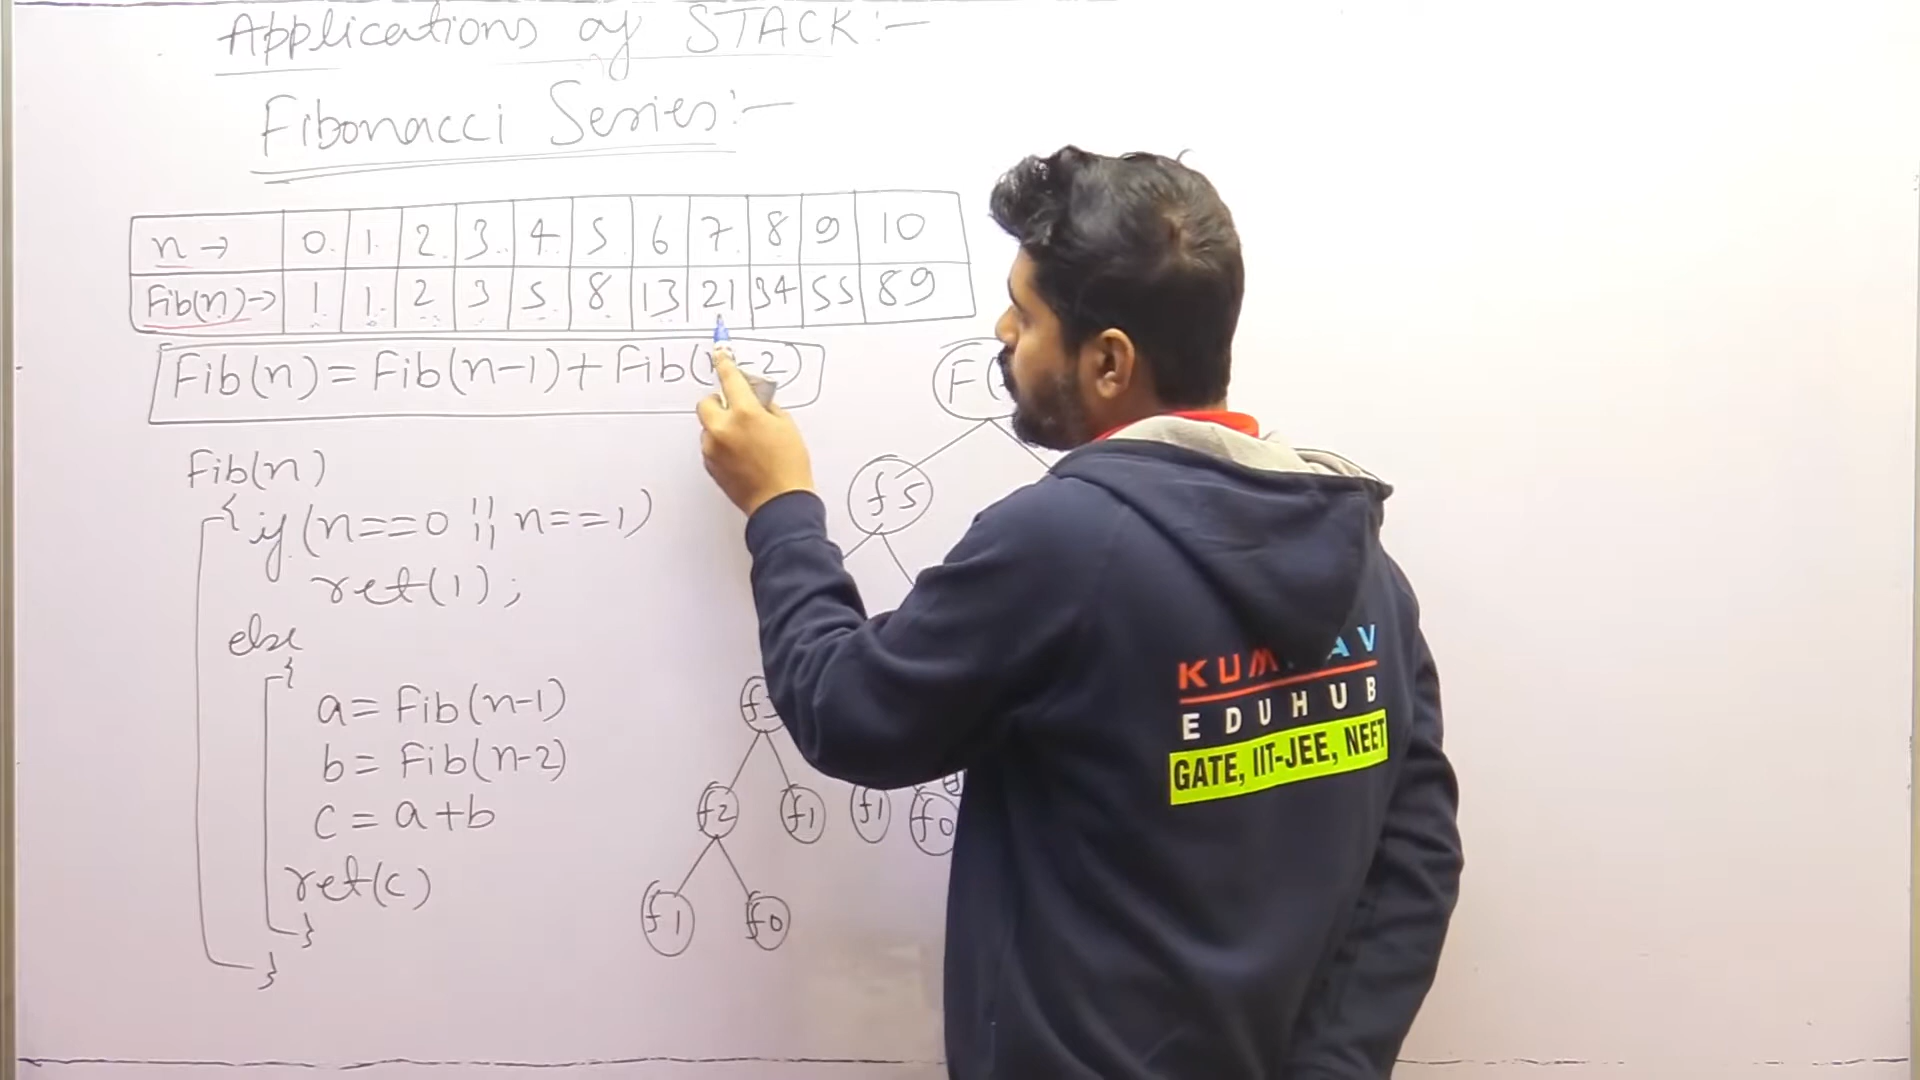 Applications of STACK:-
Fibonacci Series:-
n → 0 1 2 3 4 5 6 7 8 9 10
Fib(n)→ 1 1 2 3 5 8 13 21 34 55 89
Fib(n) = Fib(n-1) + Fib(n-2)
Fib(n)
{ if (n==0 || n==1)
ret(1);
else
{
a = Fib(n-1)
b = Fib(n-2)
c = a+b
ret(c)
}
}
F(
f5
f2 f1 f1 f0
f1 f0
KUM AV
EDUHUB
GATE, IIT-JEE, NEET